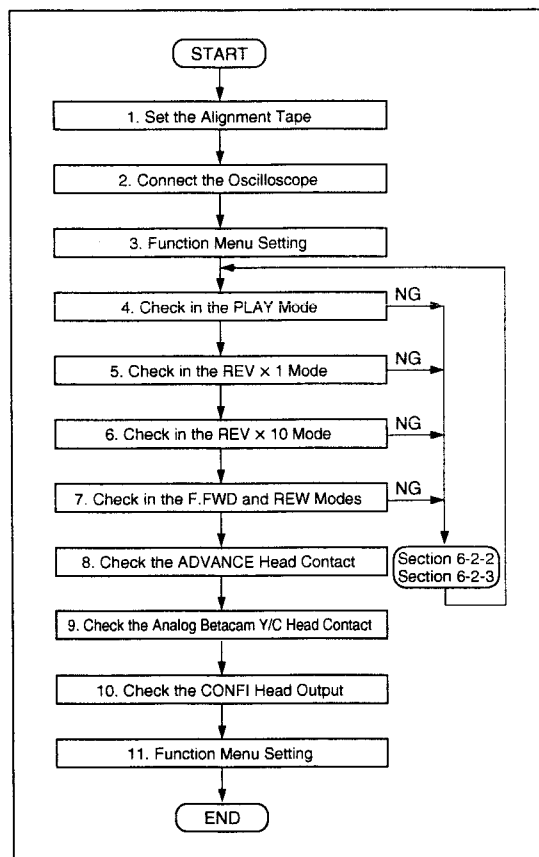 START
1. Set the Alignment Tape
2. Connect the Oscilloscope
3. Function Menu Setting
4. Check in the PLAY Mode
NG
5. Check in the REV × 1 Mode
NG
6. Check in the REV × 10 Mode
NG
7. Check in the F.FWD and REW Modes
NG
8. Check the ADVANCE Head Contact
Section 6-2-2
Section 6-2-3
9. Check the Analog Betacam Y/C Head Contact
10. Check the CONFI Head Output
11. Function Menu Setting
END